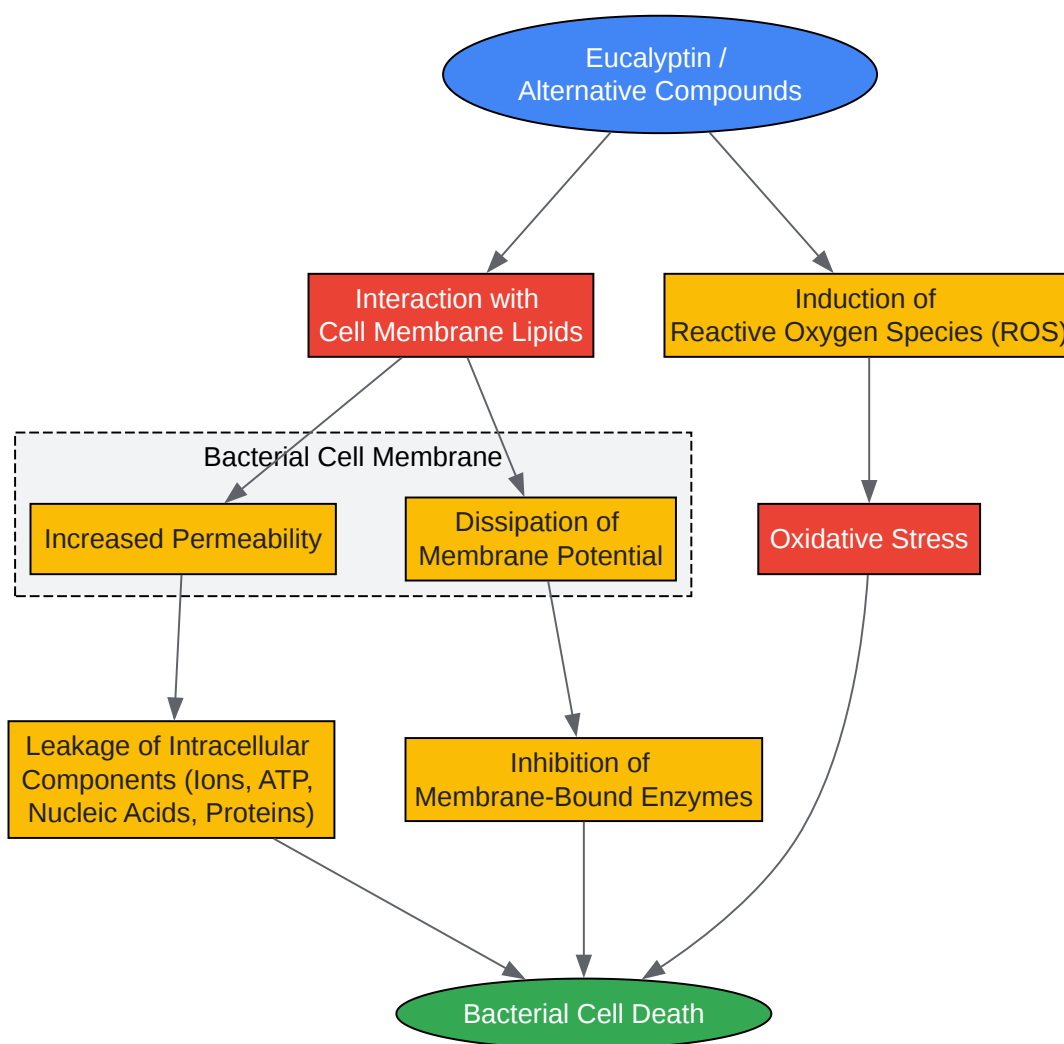 Eucalyptin /
Alternative Compounds
Interaction with
Cell Membrane Lipids
Induction of
Reactive Oxygen Species (ROS)
Bacterial Cell Membrane
Increased Permeability
Dissipation of
Membrane Potential
Oxidative Stress
Leakage of Intracellular
Components (Ions, ATP,
Nucleic Acids, Proteins)
Inhibition of
Membrane-Bound Enzymes
Bacterial Cell Death